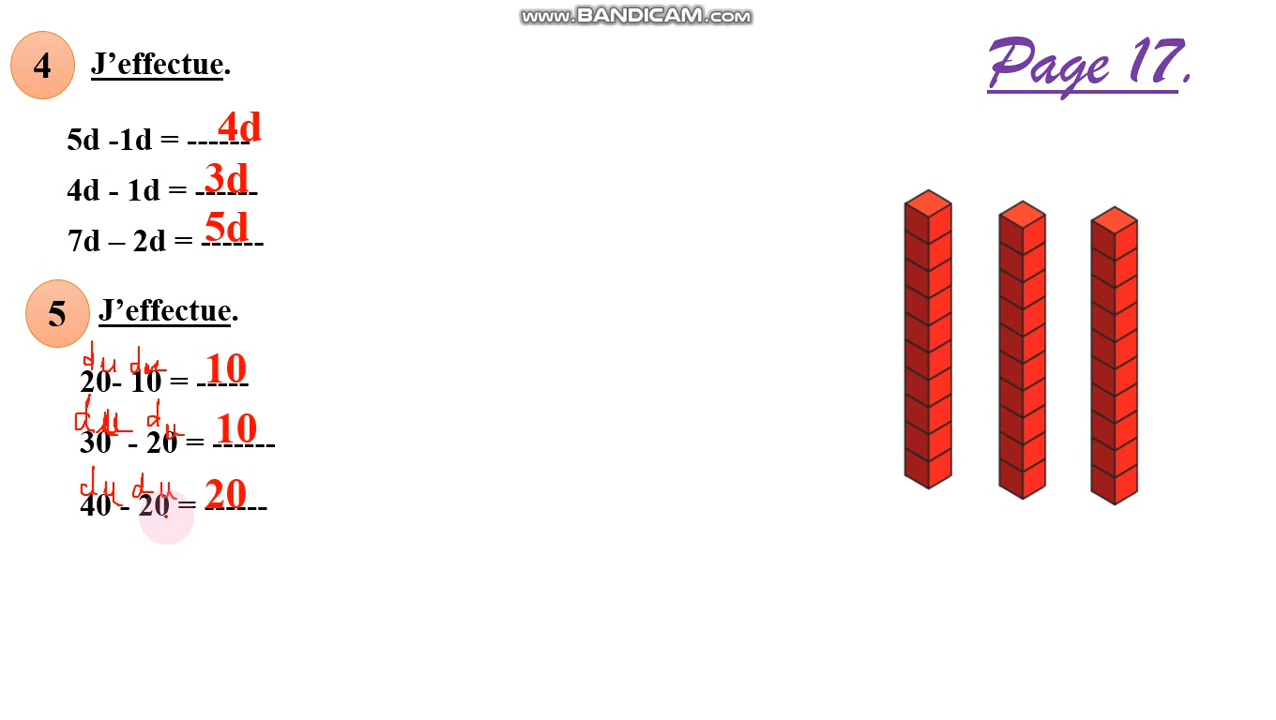 www.BANDICAM.com
Page 17.
4 J'effectue.
5d -1d = ------ 4d
4d - 1d = ------ 3d
7d – 2d = ------ 5d
5 J'effectue.
du du
20- 10 = ----- 10
du du
30 - 20 = ------ 10
du du
40 - 20 = ------ 20